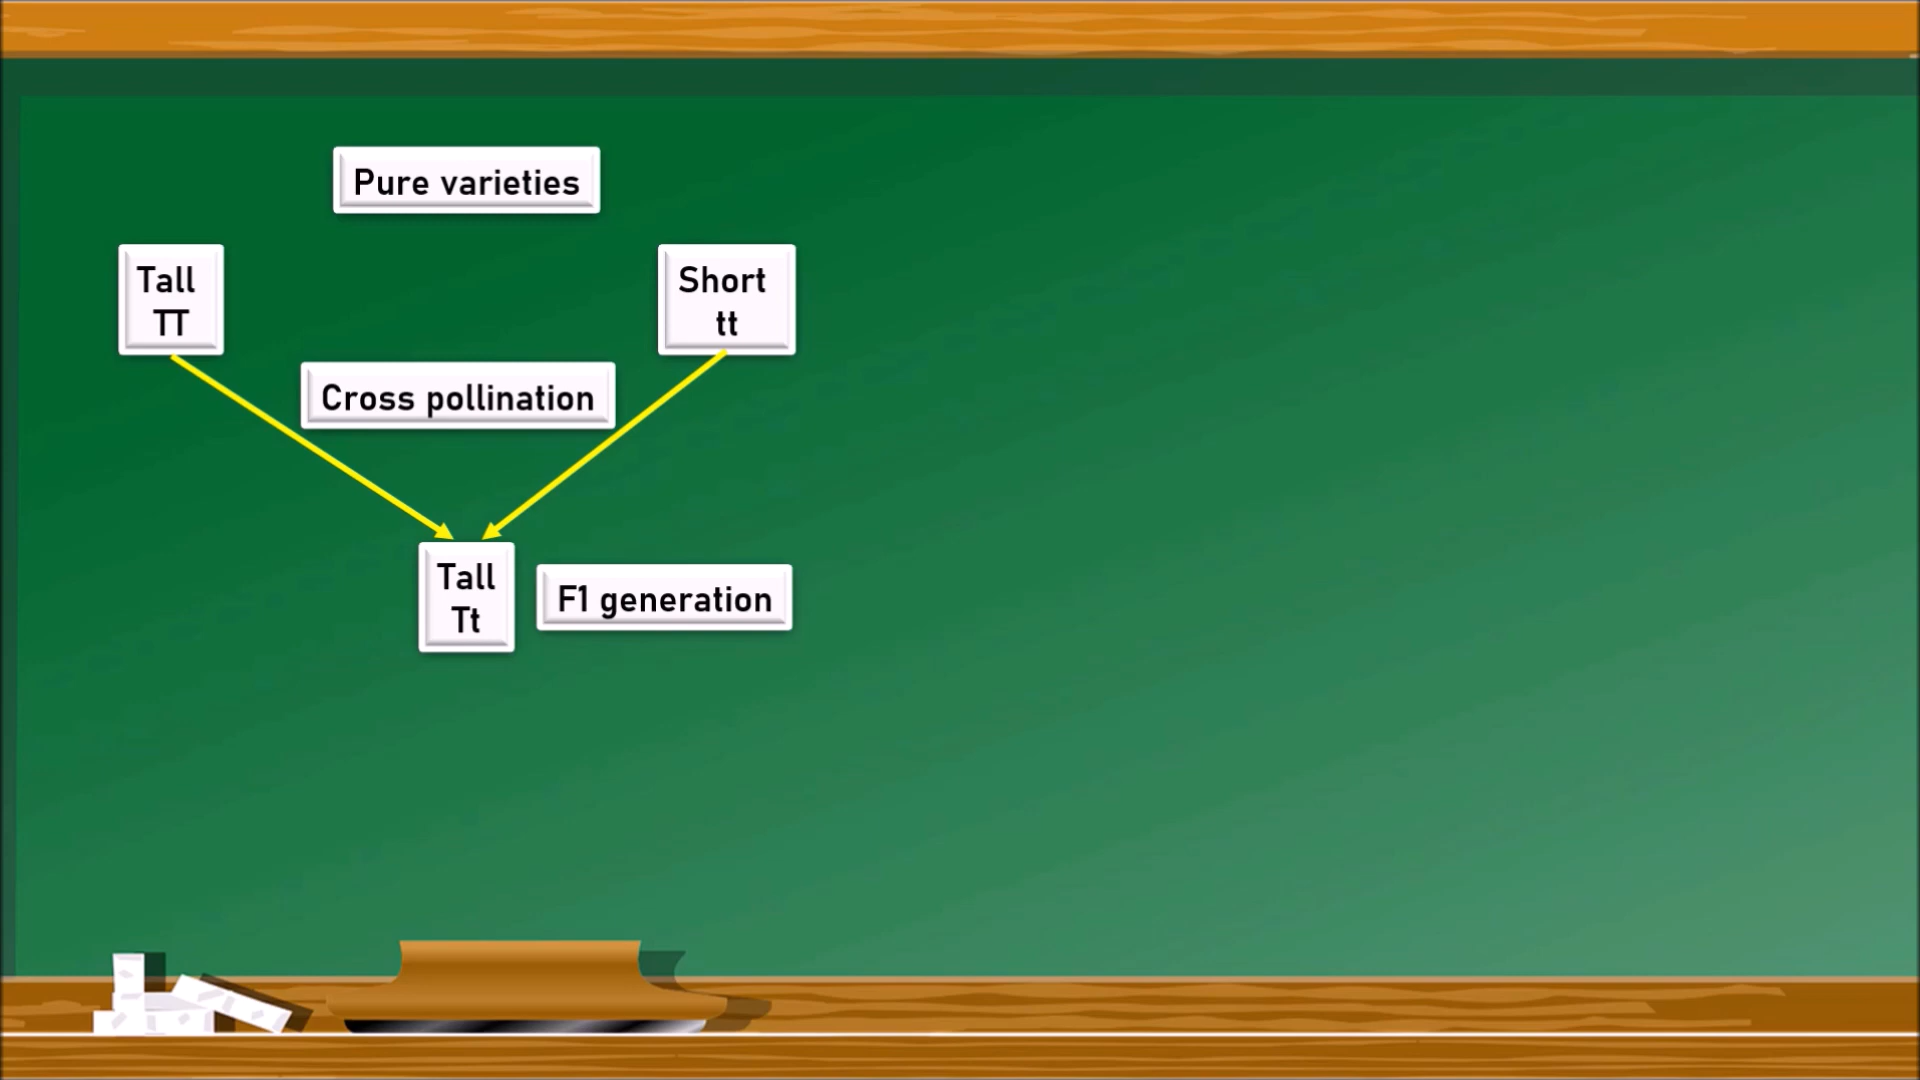 Pure varieties
Tall
TT
Short
tt
Cross pollination
Tall
Tt
F1 generation